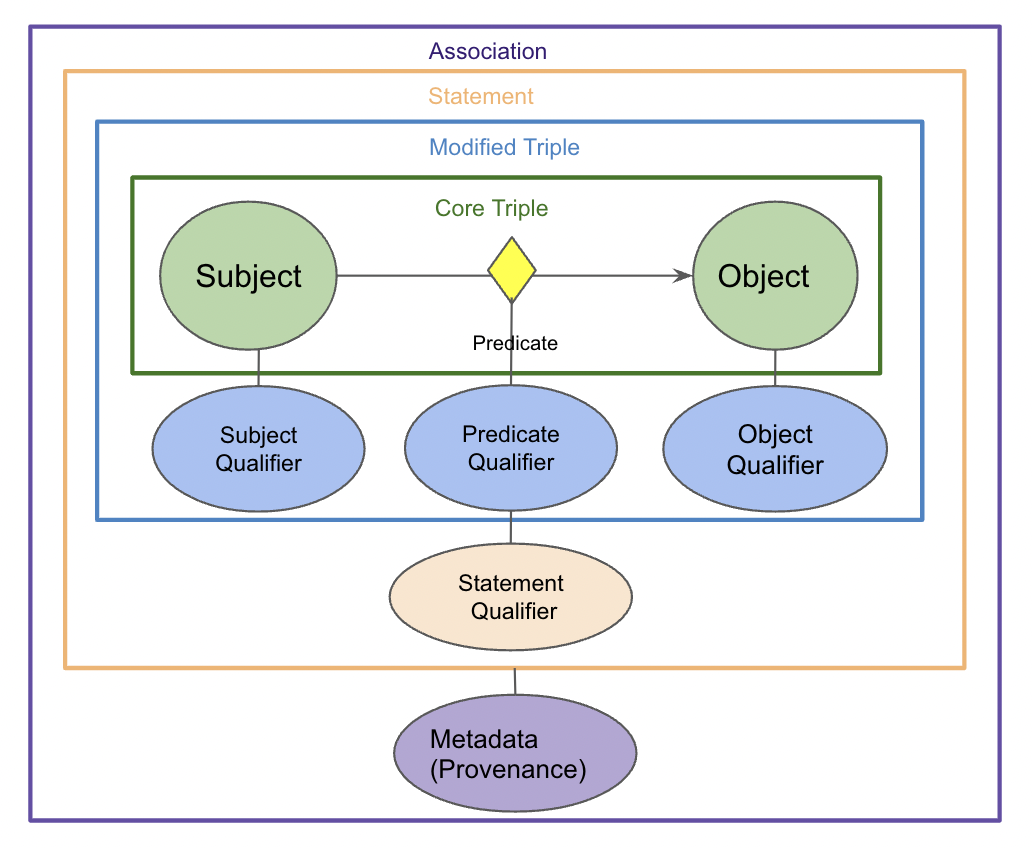 Association
Statement
Modified Triple
Core Triple
Subject
Object
Predicate
Subject
Qualifier
Predicate
Qualifier
Object
Qualifier
Statement
Qualifier
Metadata
(Provenance)